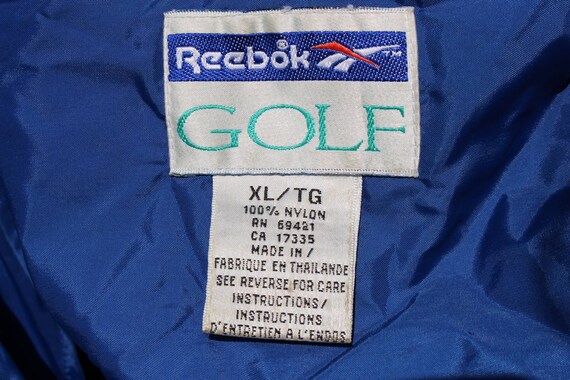 Reebok ™
GOLF
XL/TG
100% NYLON
RN 69421
CA 17335
MADE IN/
FABRIQUE EN THAILANDE
SEE REVERSE FOR CARE
INSTRUCTIONS/
INSTRUCTIONS
D'ENTRETIEN A L'ENDOS